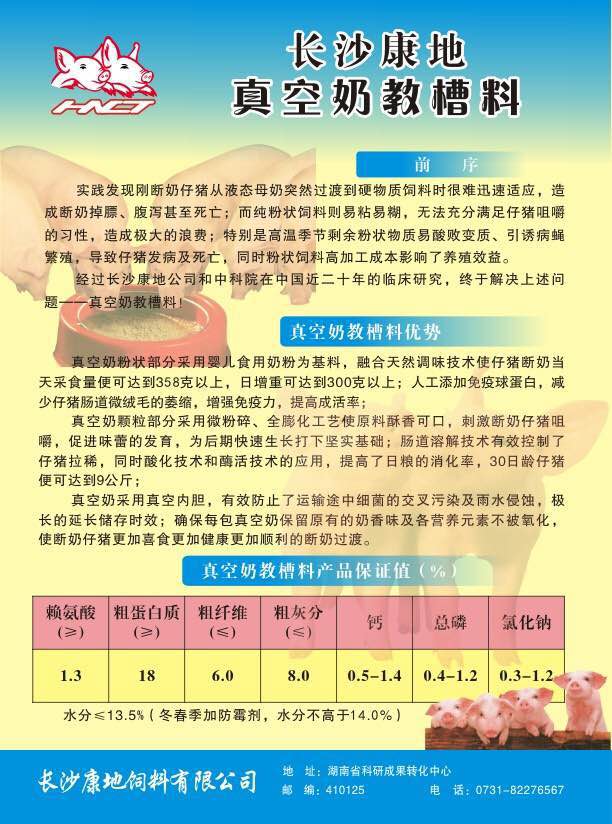 HNCT
长沙康地
真空奶教槽料
前 序
实践发现刚断奶仔猪从液态母奶突然过渡到硬物质饲料时很难迅速适应，造
成断奶掉膘、腹泻甚至死亡；而纯粉状饲料则易粘易糊，无法充分满足仔猪咀嚼
的习性，造成极大的浪费；特别是高温季节剩余粉状物质易酸败变质、引诱病蝇
繁殖，导致仔猪发病及死亡，同时粉状饲料高加工成本影响了养殖效益。
经过长沙康地公司和中科院在中国近二十年的临床研究，终于解决上述问
题——真空奶教槽料！
真空奶教槽料优势
真空奶粉状部分采用婴儿食用奶粉为基料，融合天然调味技术使仔猪断奶当
天采食量便可达到358克以上，日增重可达到300克以上；人工添加免疫球蛋白，减
少仔猪肠道微绒毛的萎缩，增强免疫力，提高成活率；
真空奶颗粒部分采用微粉碎、全膨化工艺使原料酥香可口，刺激断奶仔猪咀
嚼，促进味蕾的发育，为后期快速生长打下坚实基础；肠道溶解技术有效控制了
仔猪拉稀，同时酸化技术和酶活技术的应用，提高了日粮的消化率，30日龄仔猪
便可达到9公斤；
真空奶采用真空内胆，有效防止了运输途中细菌的交叉污染及雨水侵蚀，极
长的延长储存时效；确保每包真空奶保留原有的奶香味及各营养元素不被氧化，
使断奶仔猪更加喜食更加健康更加顺利的断奶过渡。
真空奶教槽料产品保证值（%）
赖氨酸 粗蛋白质 粗纤维 粗灰分 钙 总磷 氯化钠
(≥) (≥) (≤) (≤)
1.3 18 6.0 8.0 0.5-1.4 0.4-1.2 0.3-1.2
水分≤13.5%（冬春季加防霉剂，水分不高于14.0%）
长沙康地饲料有限公司
地 址：湖南省科研成果转化中心
邮 编：410125 电 话：0731-82276567